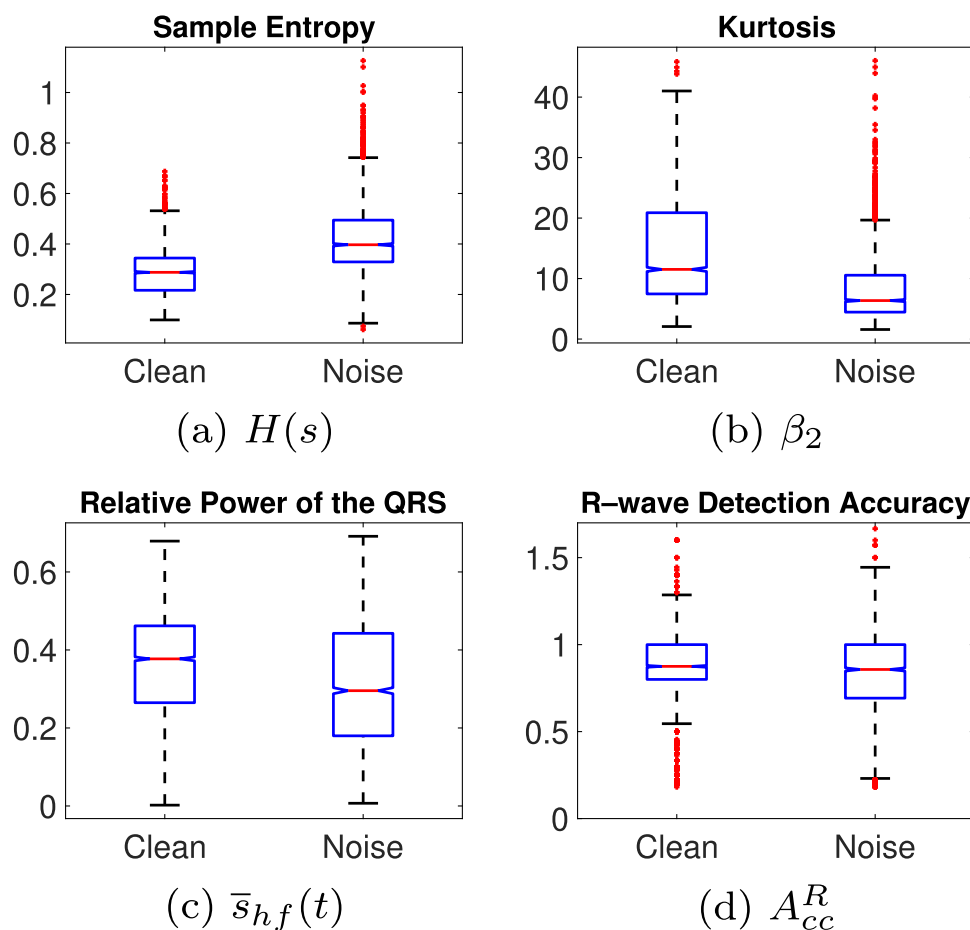 Sample Entropy
1
0.8
0.6
0.4
0.2
Clean Noise
(a) H(s)
Kurtosis
40
30
20
10
0
Clean Noise
(b) β₂
Relative Power of the QRS
0.6
0.4
0.2
0
Clean Noise
(c) s̅_{hf}(t)
R–wave Detection Accuracy
1.5
1
0.5
0
Clean Noise
(d) A^R_{cc}